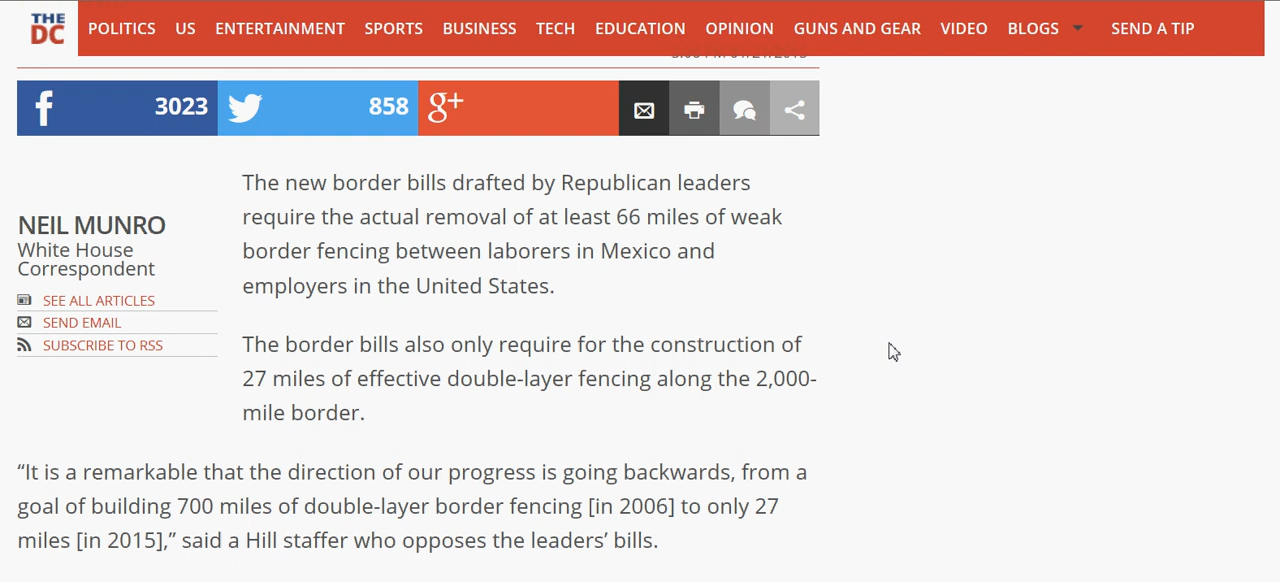 THE
DC
POLITICS US ENTERTAINMENT SPORTS BUSINESS TECH EDUCATION OPINION GUNS AND GEAR VIDEO BLOGS SEND A TIP
3023 858 g+
NEIL MUNRO
White House
Correspondent
SEE ALL ARTICLES
SEND EMAIL
SUBSCRIBE TO RSS
The new border bills drafted by Republican leaders
require the actual removal of at least 66 miles of weak
border fencing between laborers in Mexico and
employers in the United States.
The border bills also only require for the construction of
27 miles of effective double-layer fencing along the 2,000-
mile border.
“It is a remarkable that the direction of our progress is going backwards, from a
goal of building 700 miles of double-layer border fencing [in 2006] to only 27
miles [in 2015],” said a Hill staffer who opposes the leaders’ bills.